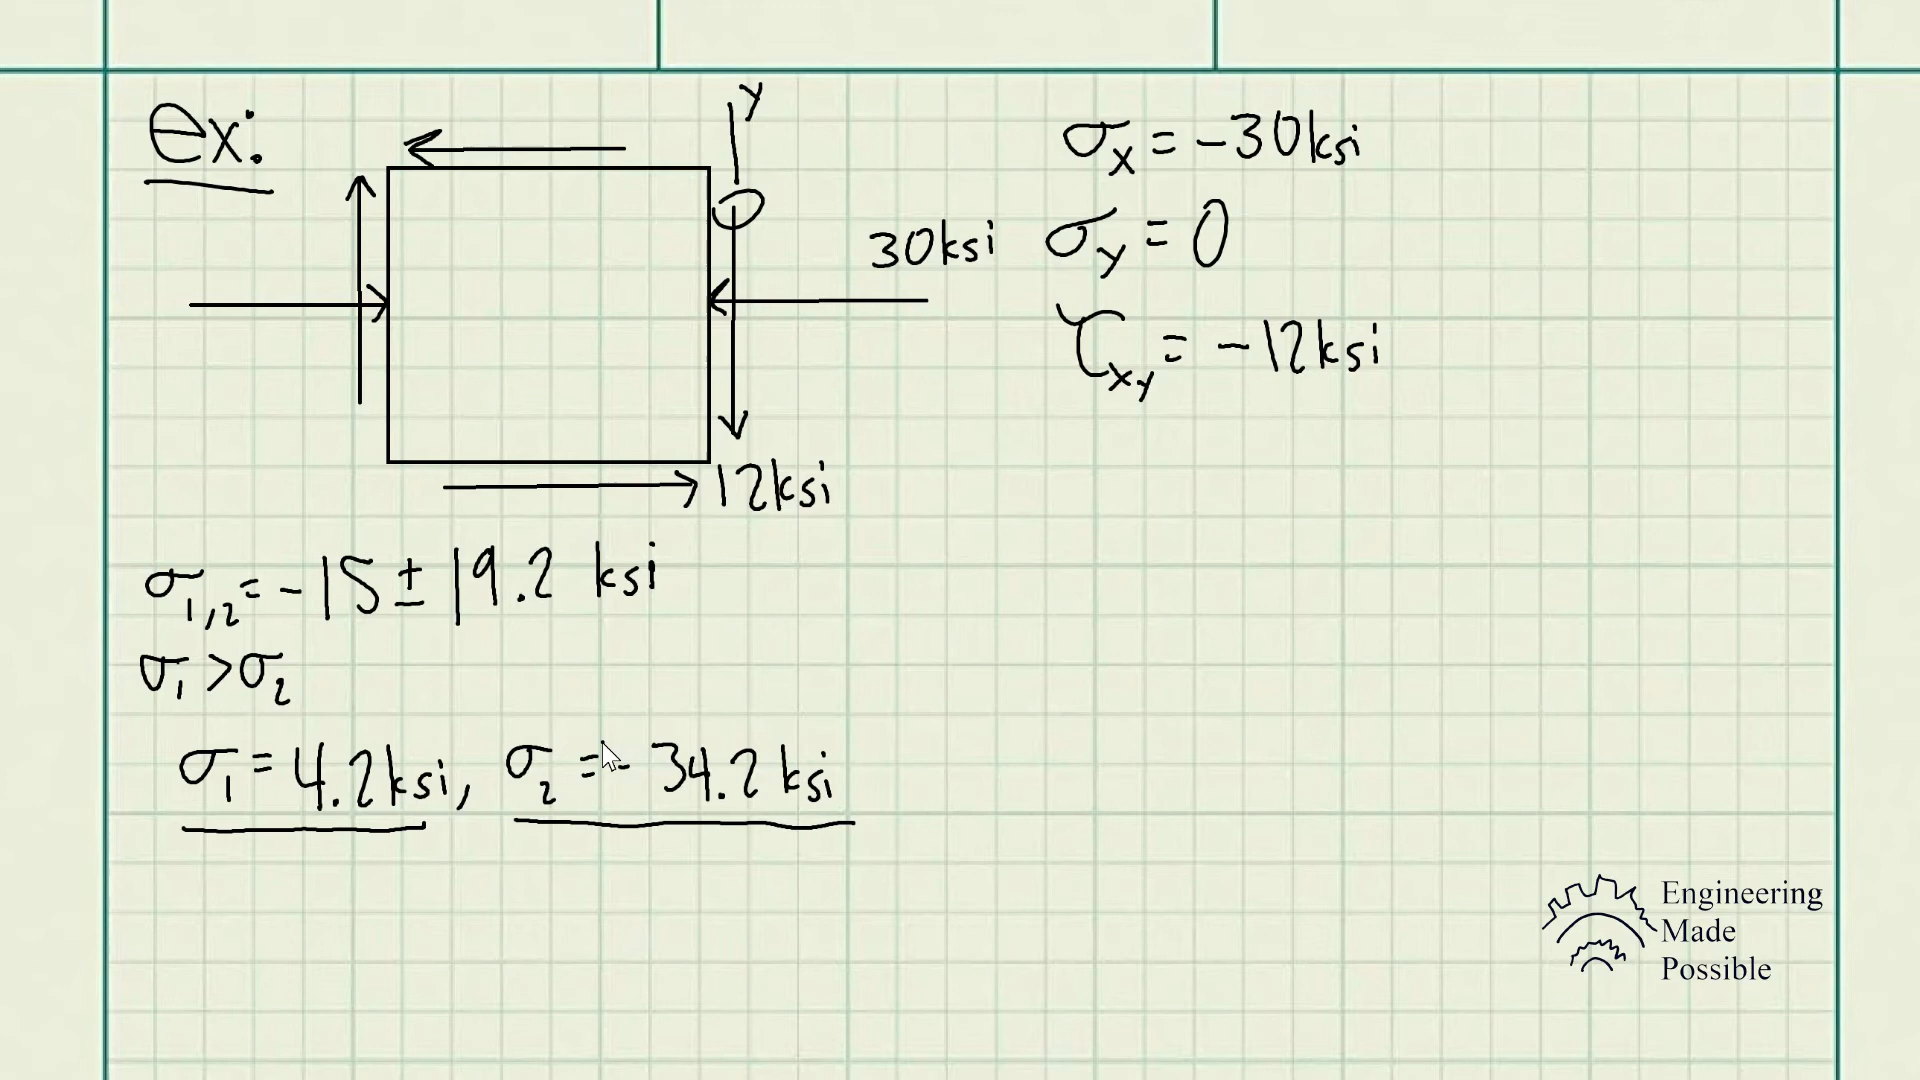 ex:
y
30ksi
12ksi
σx = -30ksi
σy = 0
τxy = -12ksi
σ1,2 = -15 ± 19.2 ksi
σ1 > σ2
σ1 = 4.2ksi, σ2 = -34.2 ksi
Engineering
Made
Possible